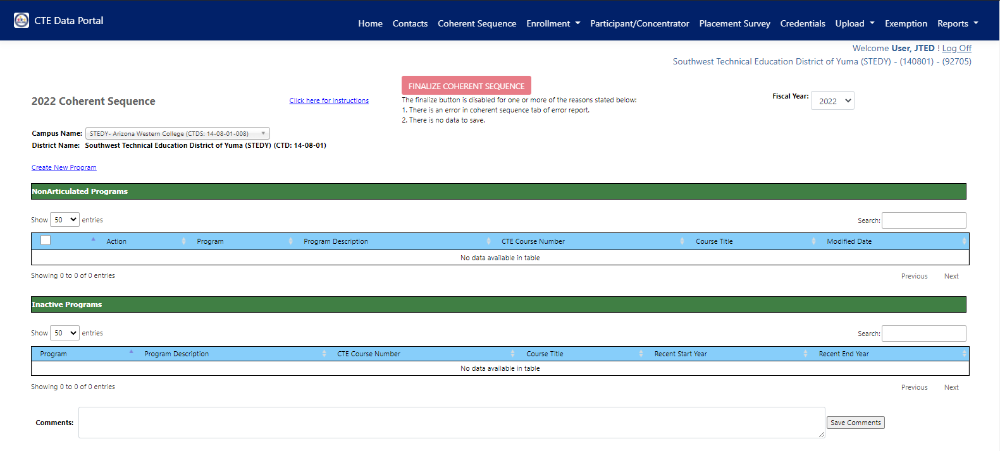 CTE Data Portal
Home Contacts Coherent Sequence Enrollment Participant/Concentrator Placement Survey Credentials Upload Exemption Reports
Welcome User, JTED ! Log Off
Southwest Technical Education District of Yuma (STEDY) - (140801) - (92705)
2022 Coherent Sequence
Click here for instructions
FINALIZE COHERENT SEQUENCE
The finalize button is disabled for one or more of the reasons stated below:
1. There is an error in coherent sequence tab of error report.
2. There is no data to save.
Fiscal Year: 2022
Campus Name: STEDY- Arizona Western College (CTDS: 14-08-01-008)
District Name: Southwest Technical Education District of Yuma (STEDY) (CTD: 14-08-01)
Create New Program
NonArticulated Programs
Show 50 entries Search:
Action Program Program Description CTE Course Number Course Title Modified Date
No data available in table
Showing 0 to 0 of 0 entries Previous Next
Inactive Programs
Show 50 entries Search:
Program Program Description CTE Course Number Course Title Recent Start Year Recent End Year
No data available in table
Showing 0 to 0 of 0 entries Previous Next
Comments: Save Comments